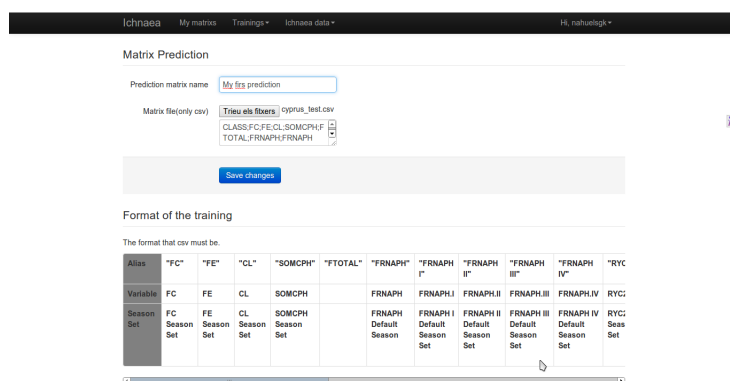 Ichnaea My matrixs Trainings Ichnaea data Hi, nahuelsgk
Matrix Prediction
Prediction matrix name My firs prediction
Matrix file(only csv) Trieu els fitxers cyprus_test.csv
CLASS;FC;FE;CL;SOMCPH;F
TOTAL;FRNAPH;FRNAPH
Save changes
Format of the training
The format that csv must be.
Alias "FC" "FE" "CL" "SOMCPH" "FTOTAL" "FRNAPH" "FRNAPH I" "FRNAPH II" "FRNAPH III" "FRNAPH IV" "RYC
Variable FC FE CL SOMCPH FRNAPH FRNAPH.I FRNAPH.II FRNAPH.III FRNAPH.IV RYC2
Season Set FC Season Set FE Season Set CL Season Set SOMCPH Season Set FRNAPH Default Season FRNAPH I Default Season Set FRNAPH II Default Season Set FRNAPH III Default Season Set FRNAPH IV Default Season Set RYC2 Seas Set